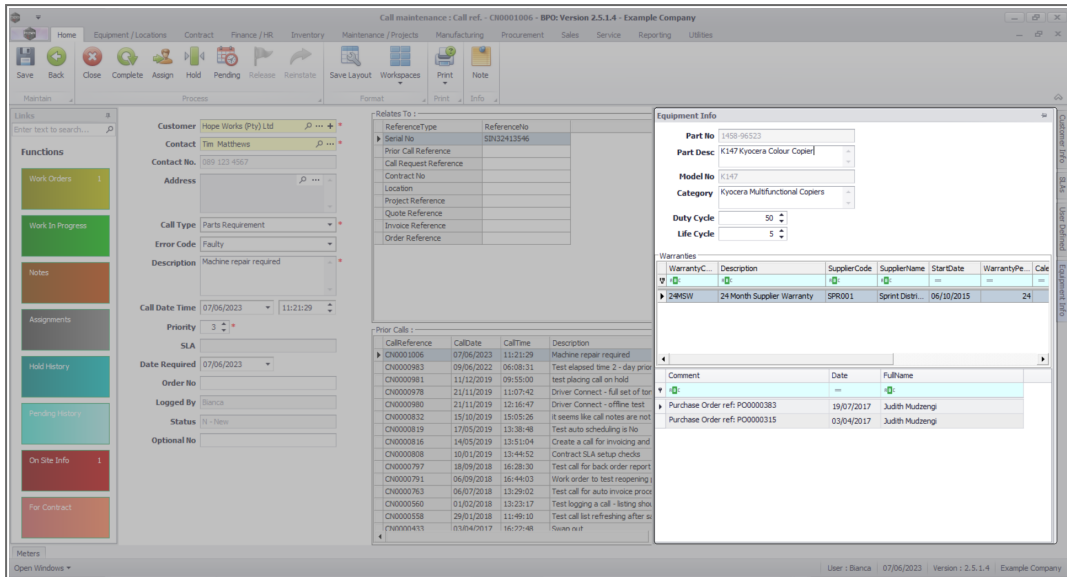 Call maintenance : Call ref. - CN0001006 - BPO: Version 2.5.1.4 - Example Company
Home Equipment / Locations Contract Finance / HR Inventory Maintenance / Projects Manufacturing Procurement Sales Service Reporting Utilities
Save Back Close Complete Assign Hold Pending Release Reinstate Save Layout Workspaces Print Note
Maintain Process Format Print Info
Links
Enter text to search...
Functions
Work Orders 1
Work In Progress
Notes
Assignments
Hold History
Pending History
On Site Info 1
For Contract
Customer Hope Works (Pty) Ltd *
Contact Tim Matthews *
Contact No. 089 123 4567
Address
Call Type Parts Requirement *
Error Code Faulty
Description Machine repair required *
Call Date Time 07/06/2023 11:21:29
Priority 3 *
SLA
Date Required 07/06/2023
Order No
Logged By Bianca
Status N - New
Optional No
Relates To :
ReferenceType ReferenceNo
Serial No SIN32413546
Prior Call Reference
Call Request Reference
Contract No
Location
Project Reference
Quote Reference
Invoice Reference
Order Reference
Prior Calls :
CallReference CallDate CallTime Description
CN0001006 07/06/2023 11:21:29 Machine repair required
CN0000983 09/06/2022 06:08:31 Test elapsed time 2 - day prior
CN0000981 11/12/2019 09:55:00 test placing call on hold
CN0000978 21/11/2019 11:07:42 Driver Connect - full set of tor
CN0000980 21/11/2019 12:16:47 Driver Connect - offline test
CN0000832 15/10/2019 15:05:26 it seems like call notes are not
CN0000819 17/05/2019 13:38:48 Test auto scheduling is No
CN0000816 14/05/2019 13:51:04 Create a call for invoicing and
CN0000808 10/01/2019 13:44:52 Contract SLA setup checks
CN0000797 18/09/2018 16:28:30 Test call for back order report
CN0000791 06/09/2018 16:44:03 Work order to test reopening
CN0000763 06/07/2018 13:29:02 Test call for auto invoice proce
CN0000560 01/02/2018 13:23:17 Test logging a call - listing shou
CN0000558 29/01/2018 11:49:10 Test call list refreshing after s
CN0000433 03/04/2017 16:22:48 Swap out
Equipment Info
Part No 1458-96523
Part Desc K147 Kyocera Colour Copier
Model No K147
Category Kyocera Multifunctional Copiers
Duty Cycle 50
Life Cycle 5
Warranties
WarrantyC... Description SupplierCode SupplierName StartDate WarrantyPe... Cale
24MSW 24 Month Supplier Warranty SPR001 Sprint Distri... 06/10/2015 24
Comment Date FullName
Purchase Order ref: PO0000383 19/07/2017 Judith Mudzengi
Purchase Order ref: PO0000315 03/04/2017 Judith Mudzengi
Customer Info
SLAs
User Defined
Equipment Info
Meters
Open Windows
User : Bianca 07/06/2023 Version : 2.5.1.4 Example Company